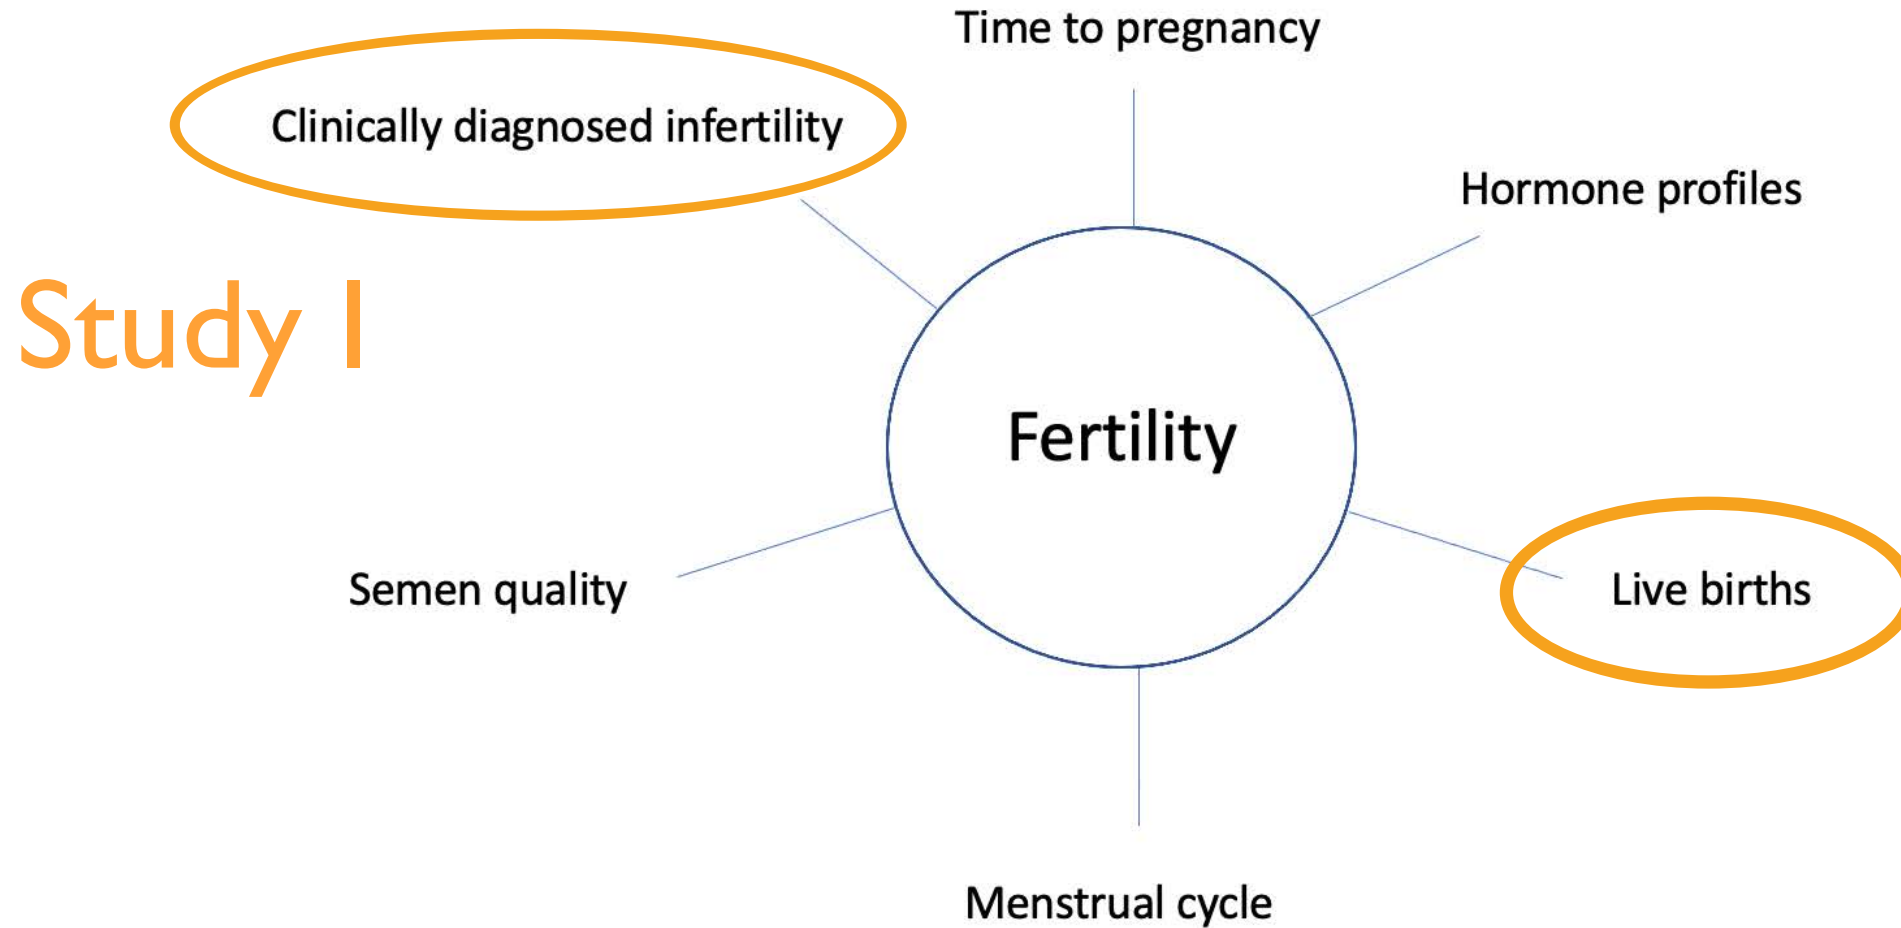 Time to pregnancy
Clinically diagnosed infertility
Hormone profiles
Study I
Fertility
Semen quality
Live births
Menstrual cycle